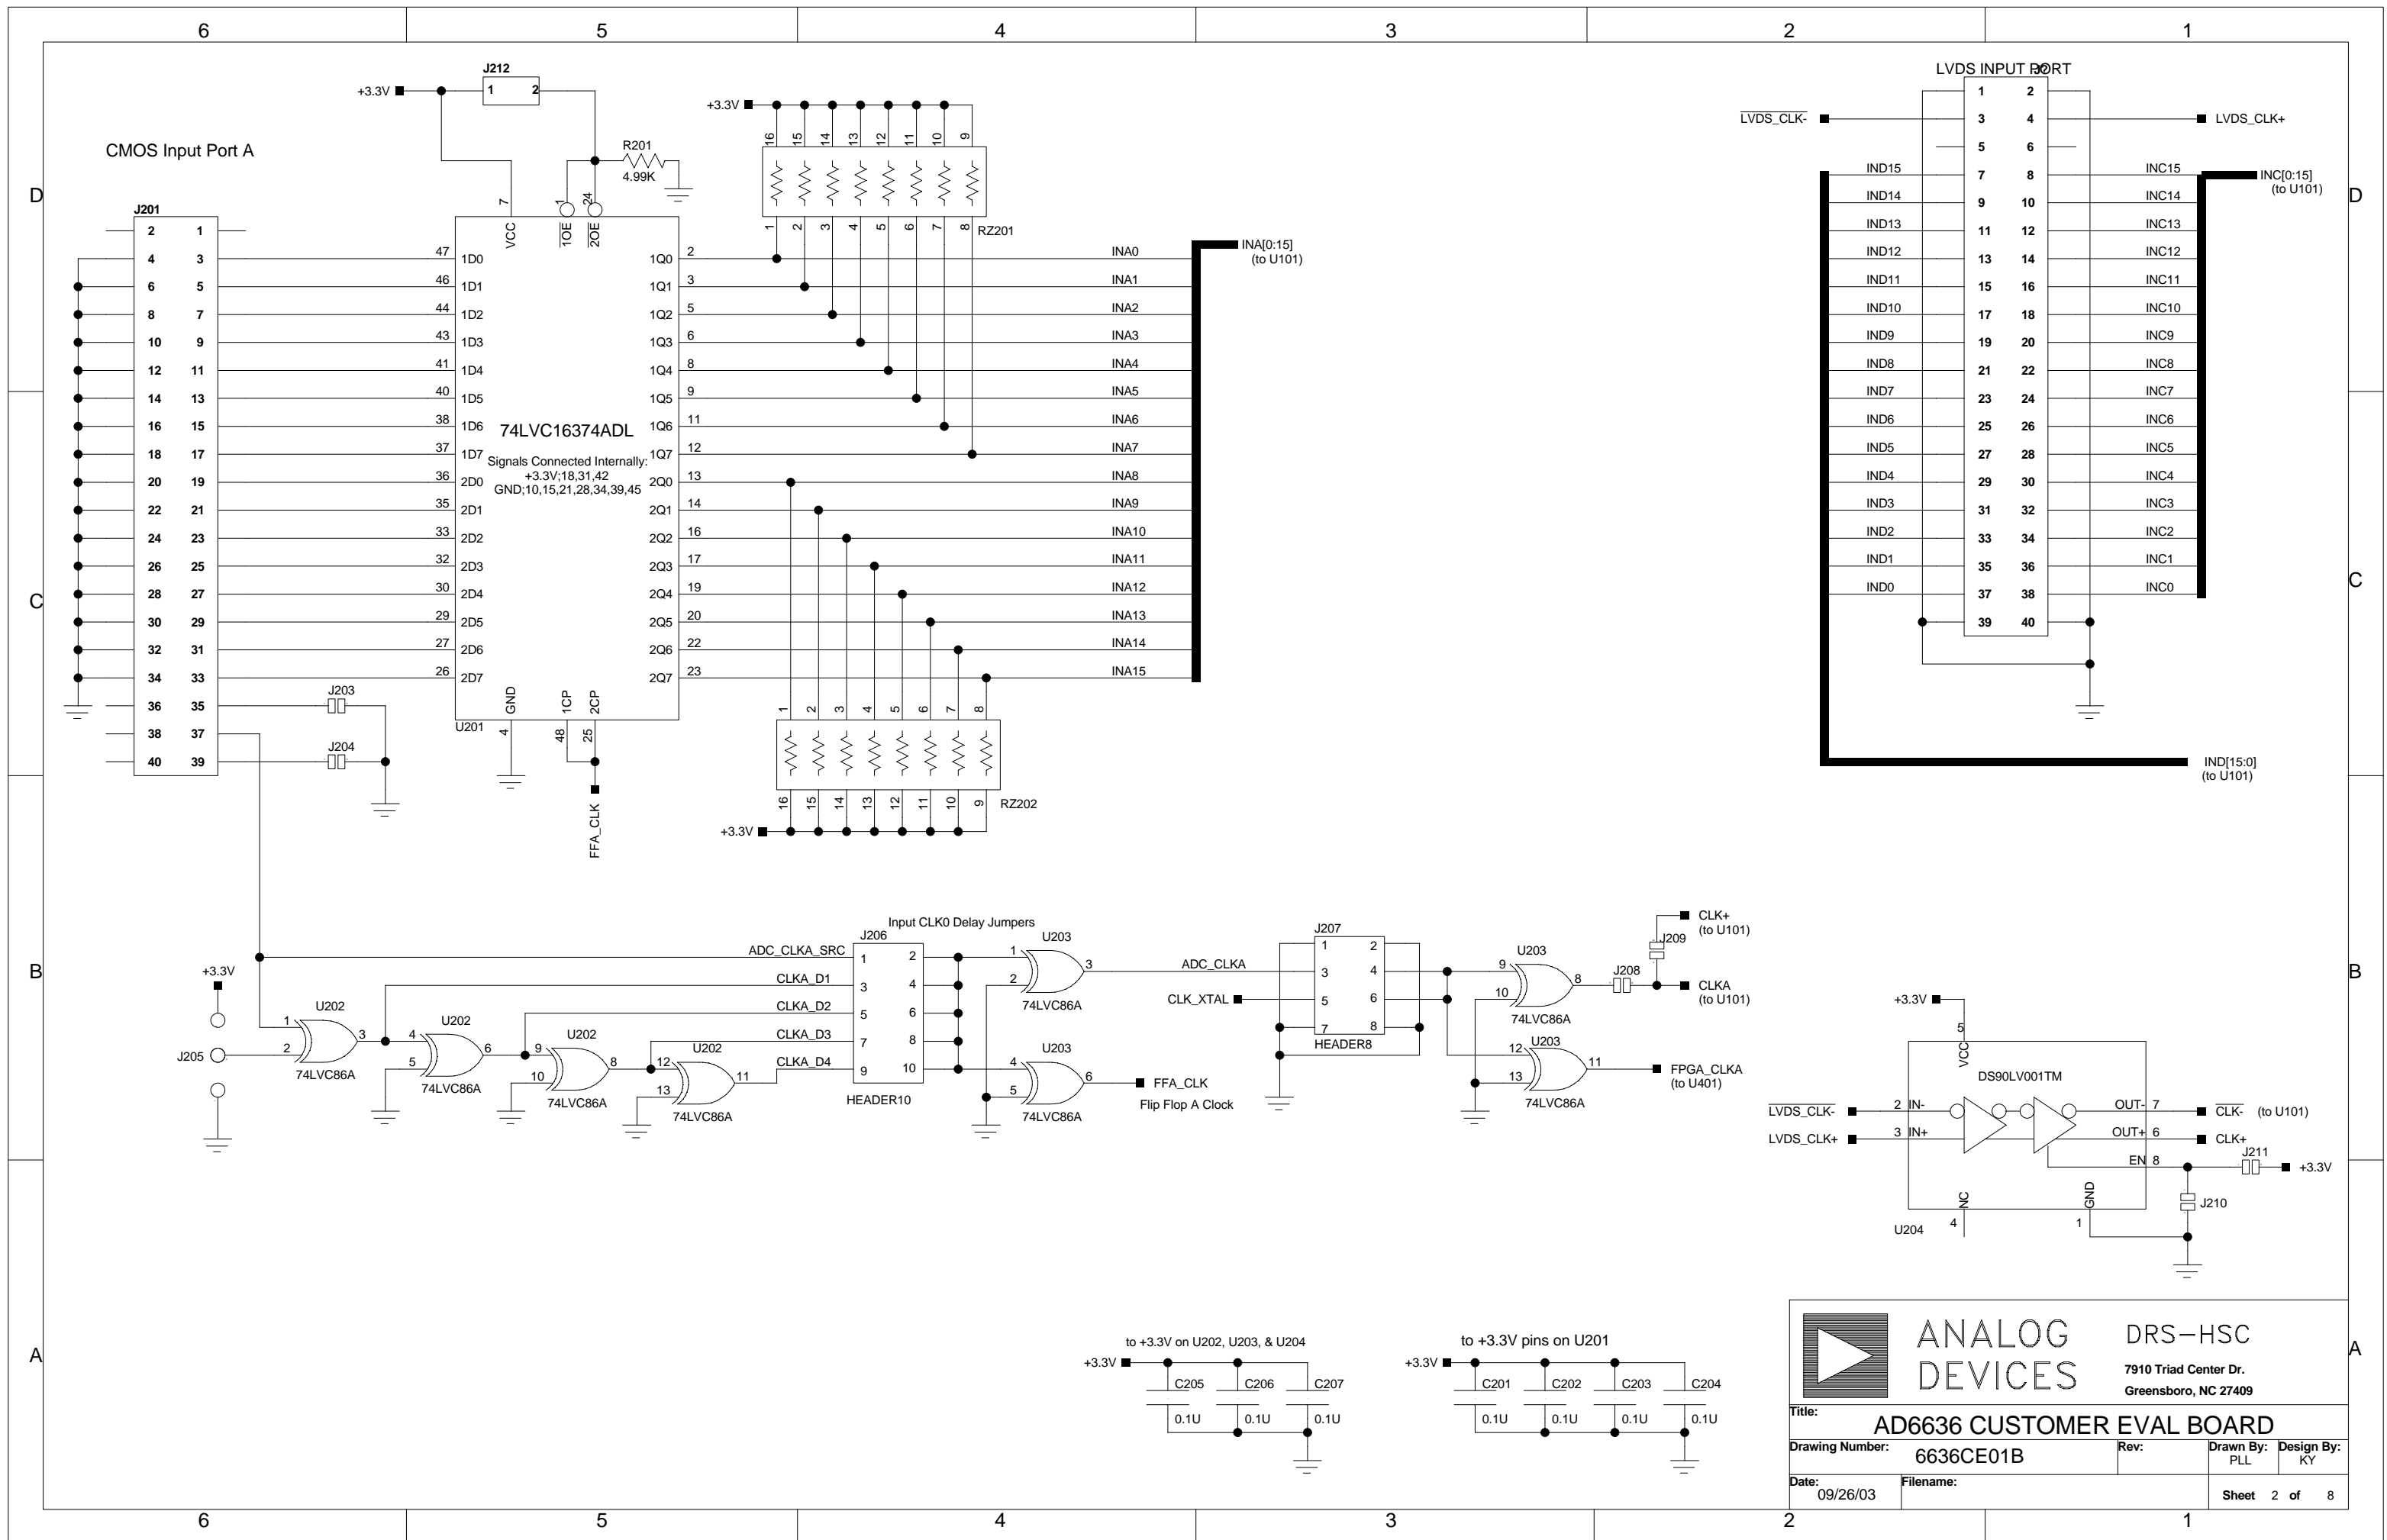 6 5 4 3 2 1
D
C
B
A
D
C
B
A
CMOS Input Port A
J201
2 1
4 3
6 5
8 7
10 9
12 11
14 13
16 15
18 17
20 19
22 21
24 23
26 25
28 27
30 29
32 31
34 33
36 35
38 37
40 39
J203
J204
+3.3V
J212
1 2
R201
4.99K
7 1 24
VCC 1OE 2OE
47 1D0 1Q0 2
46 1D1 1Q1 3
44 1D2 1Q2 5
43 1D3 1Q3 6
41 1D4 1Q4 8
40 1D5 1Q5 9
38 1D6 1Q6 11
37 1D7 1Q7 12
36 2D0 2Q0 13
35 2D1 2Q1 14
33 2D2 2Q2 16
32 2D3 2Q3 17
30 2D4 2Q4 19
29 2D5 2Q5 20
27 2D6 2Q6 22
26 2D7 2Q7 23
74LVC16374ADL
Signals Connected Internally:
+3.3V;18,31,42
GND;10,15,21,28,34,39,45
GND 1CP 2CP
U201
4 48 25
FFA_CLK
+3.3V
16 15 14 13 12 11 10 9
1 2 3 4 5 6 7 8
RZ201
INA0
INA1
INA2
INA3
INA4
INA5
INA6
INA7
INA8
INA9
INA10
INA11
INA12
INA13
INA14
INA15
INA[0:15]
(to U101)
1 2 3 4 5 6 7 8
16 15 14 13 12 11 10 9
RZ202
+3.3V
LVDS INPUT PORT
LVDS_CLK-
LVDS_CLK+
1 2
3 4
5 6
IND15 7 8 INC15
IND14 9 10 INC14
IND13 11 12 INC13
IND12 13 14 INC12
IND11 15 16 INC11
IND10 17 18 INC10
IND9 19 20 INC9
IND8 21 22 INC8
IND7 23 24 INC7
IND6 25 26 INC6
IND5 27 28 INC5
IND4 29 30 INC4
IND3 31 32 INC3
IND2 33 34 INC2
IND1 35 36 INC1
IND0 37 38 INC0
39 40
INC[0:15]
(to U101)
IND[15:0]
(to U101)
+3.3V
J205
U202
1 2 3
74LVC86A
U202
4 5 6
74LVC86A
U202
9 10 8
74LVC86A
U202
12 13 11
74LVC86A
ADC_CLKA_SRC
CLKA_D1
CLKA_D2
CLKA_D3
CLKA_D4
Input CLK0 Delay Jumpers
J206
1 2
3 4
5 6
7 8
9 10
HEADER10
U203
1 2 3
74LVC86A
U203
4 5 6
74LVC86A
FFA_CLK
Flip Flop A Clock
ADC_CLKA
CLK_XTAL
J207
1 2
3 4
5 6
7 8
HEADER8
U203
9 10 8
74LVC86A
U203
12 13 11
74LVC86A
J208
J209
CLK+
(to U101)
CLKA
(to U101)
FPGA_CLKA
(to U401)
+3.3V
5
VCC
DS90LV001TM
LVDS_CLK- 2 IN- OUT- 7 CLK- (to U101)
LVDS_CLK+ 3 IN+ OUT+ 6 CLK+
EN 8
J211
+3.3V
J210
NC GND
U204
4 1
to +3.3V on U202, U203, & U204
+3.3V
C205 C206 C207
0.1U 0.1U 0.1U
to +3.3V pins on U201
+3.3V
C201 C202 C203 C204
0.1U 0.1U 0.1U 0.1U
ANALOG
DEVICES
DRS-HSC
7910 Triad Center Dr.
Greensboro, NC 27409
Title:
AD6636 CUSTOMER EVAL BOARD
Drawing Number:
6636CE01B
Rev:
Drawn By:
PLL
Design By:
KY
Date:
09/26/03
Filename:
Sheet 2 of 8
6 5 4 3 2 1